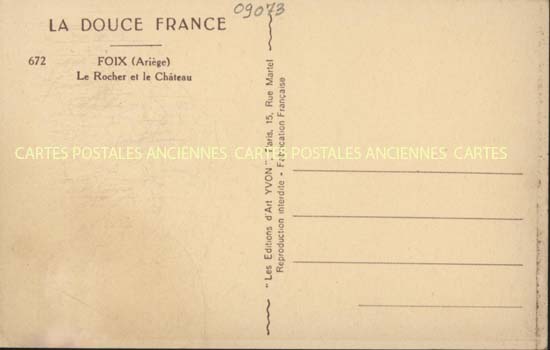 09073
LA DOUCE FRANCE
672 FOIX (Ariège)
Le Rocher et le Château
"Les Editions d'Art YVON" Paris, 15, Rue Martel
Reproduction interdite - Fabrication Française
CARTES POSTALES ANCIENNES CARTES POSTALES ANCIENNES CARTES